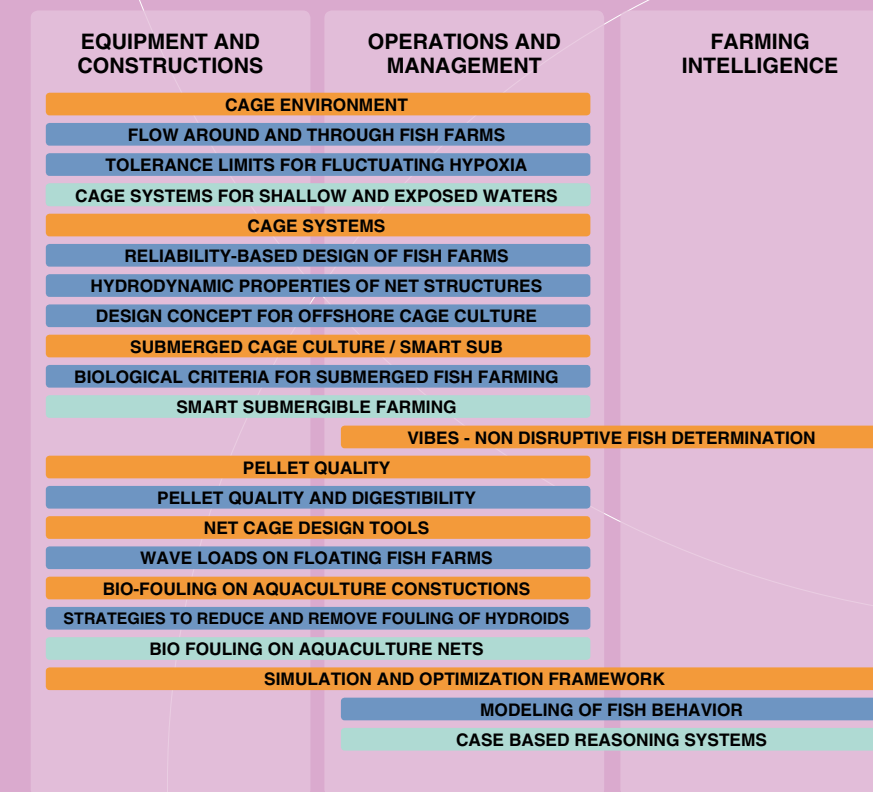 EQUIPMENT AND
CONSTRUCTIONS
OPERATIONS AND
MANAGEMENT
FARMING
INTELLIGENCE
CAGE ENVIRONMENT
FLOW AROUND AND THROUGH FISH FARMS
TOLERANCE LIMITS FOR FLUCTUATING HYPOXIA
CAGE SYSTEMS FOR SHALLOW AND EXPOSED WATERS
CAGE SYSTEMS
RELIABILITY-BASED DESIGN OF FISH FARMS
HYDRODYNAMIC PROPERTIES OF NET STRUCTURES
DESIGN CONCEPT FOR OFFSHORE CAGE CULTURE
SUBMERGED CAGE CULTURE / SMART SUB
BIOLOGICAL CRITERIA FOR SUBMERGED FISH FARMING
SMART SUBMERGIBLE FARMING
VIBES - NON DISRUPTIVE FISH DETERMINATION
PELLET QUALITY
PELLET QUALITY AND DIGESTIBILITY
NET CAGE DESIGN TOOLS
WAVE LOADS ON FLOATING FISH FARMS
BIO-FOULING ON AQUACULTURE CONSTUCTIONS
STRATEGIES TO REDUCE AND REMOVE FOULING OF HYDROIDS
BIO FOULING ON AQUACULTURE NETS
SIMULATION AND OPTIMIZATION FRAMEWORK
MODELING OF FISH BEHAVIOR
CASE BASED REASONING SYSTEMS